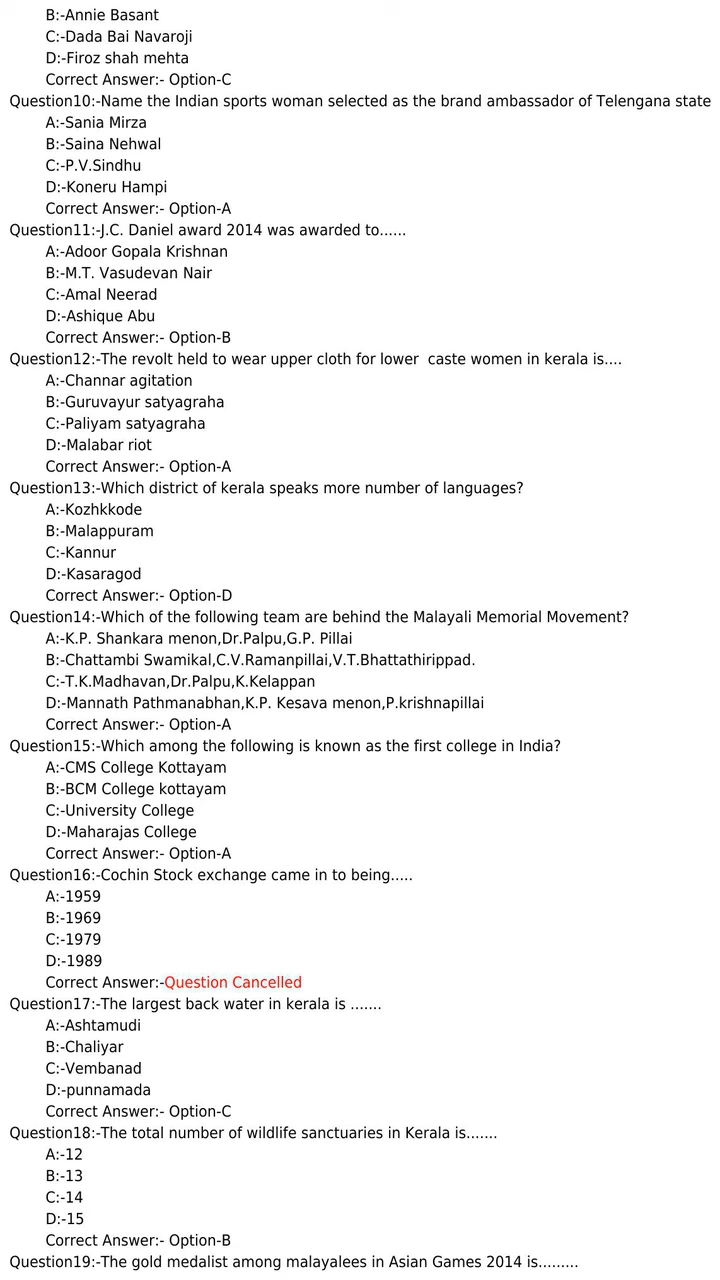 B:-Annie Basant
C:-Dada Bai Navaroji
D:-Firoz shah mehta
Correct Answer:- Option-C
Question10:-Name the Indian sports woman selected as the brand ambassador of Telengana state
A:-Sania Mirza
B:-Saina Nehwal
C:-P.V.Sindhu
D:-Koneru Hampi
Correct Answer:- Option-A
Question11:-J.C. Daniel award 2014 was awarded to......
A:-Adoor Gopala Krishnan
B:-M.T. Vasudevan Nair
C:-Amal Neerad
D:-Ashique Abu
Correct Answer:- Option-B
Question12:-The revolt held to wear upper cloth for lower  caste women in kerala is....
A:-Channar agitation
B:-Guruvayur satyagraha
C:-Paliyam satyagraha
D:-Malabar riot
Correct Answer:- Option-A
Question13:-Which district of kerala speaks more number of languages?
A:-Kozhkkode
B:-Malappuram
C:-Kannur
D:-Kasaragod
Correct Answer:- Option-D
Question14:-Which of the following team are behind the Malayali Memorial Movement?
A:-K.P. Shankara menon,Dr.Palpu,G.P. Pillai
B:-Chattambi Swamikal,C.V.Ramanpillai,V.T.Bhattathirippad.
C:-T.K.Madhavan,Dr.Palpu,K.Kelappan
D:-Mannath Pathmanabhan,K.P. Kesava menon,P.krishnapillai
Correct Answer:- Option-A
Question15:-Which among the following is known as the first college in India?
A:-CMS College Kottayam
B:-BCM College kottayam
C:-University College
D:-Maharajas College
Correct Answer:- Option-A
Question16:-Cochin Stock exchange came in to being.....
A:-1959
B:-1969
C:-1979
D:-1989
Correct Answer:-Question Cancelled
Question17:-The largest back water in kerala is .......
A:-Ashtamudi
B:-Chaliyar
C:-Vembanad
D:-punnamada
Correct Answer:- Option-C
Question18:-The total number of wildlife sanctuaries in Kerala is.......
A:-12
B:-13
C:-14
D:-15
Correct Answer:- Option-B
Question19:-The gold medalist among malayalees in Asian Games 2014 is.........